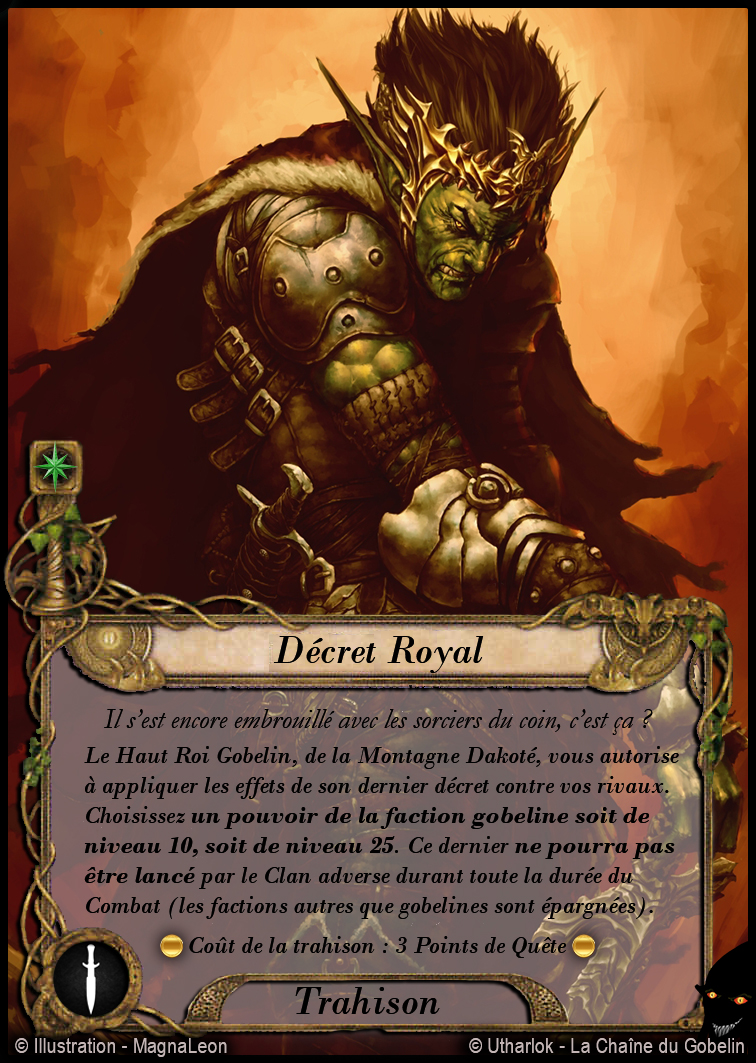 Décret Royal
Il s'est encore embrouillé avec les sorciers du coin, c'est ça ?
Le Haut Roi Gobelin, de la Montagne Dakoté, vous autorise
à appliquer les effets de son dernier décret contre vos rivaux.
Choisissez un pouvoir de la faction gobeline soit de
niveau 10, soit de niveau 25. Ce dernier ne pourra pas
être lancé par le Clan adverse durant toute la durée du
Combat (les factions autres que gobelines sont épargnées).
Coût de la trahison : 3 Points de Quête
Trahison
© Illustration - MagnaLeon
© Utharlok - La Chaîne du Gobelin